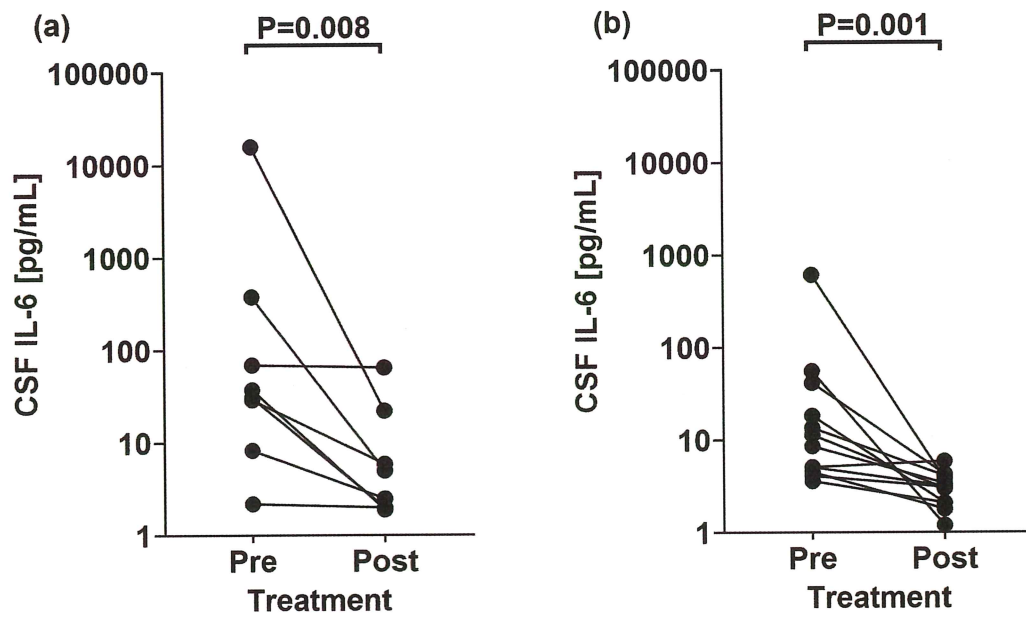 (a)
P=0.008
100000
10000
1000
100
10
1
CSF IL-6 [pg/mL]
Pre
Post
Treatment
(b)
P=0.001
100000
10000
1000
100
10
1
CSF IL-6 [pg/mL]
Pre
Post
Treatment